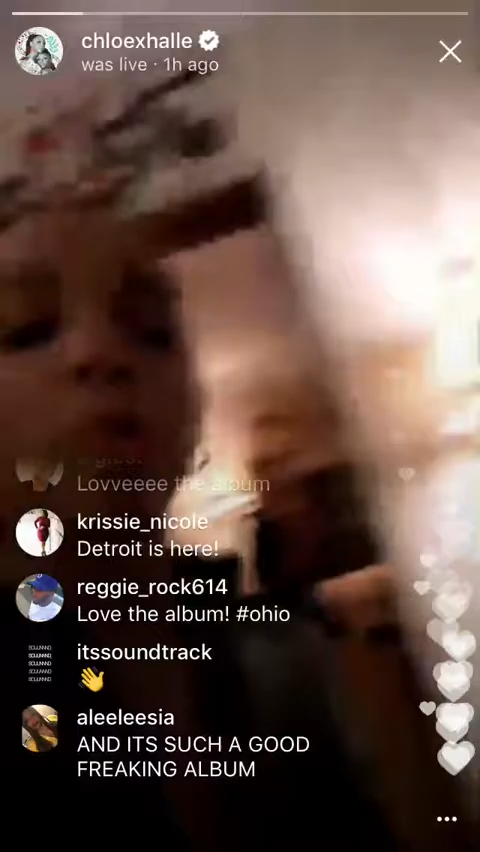 chloexhalle
was live · 1h ago
Lovveeee the album
krissie_nicole
Detroit is here!
reggie_rock614
Love the album! #ohio
itssoundtrack
👋
aleeleesia
AND ITS SUCH A GOOD
FREAKING ALBUM